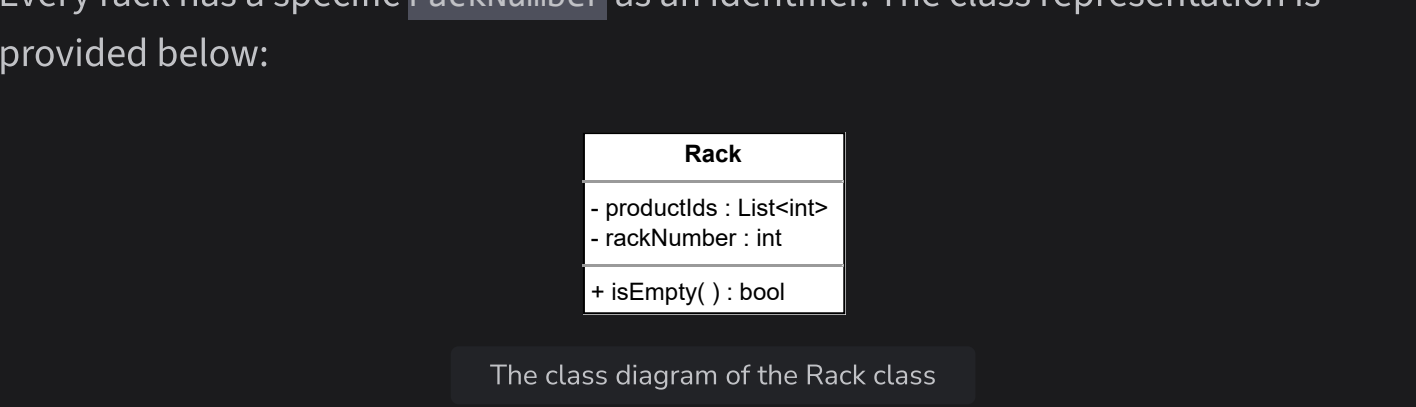 Every rack has a specific rackNumber as an identifier. The class representation is
provided below:
Rack
- productIds : List<int>
- rackNumber : int
+ isEmpty( ) : bool
The class diagram of the Rack class